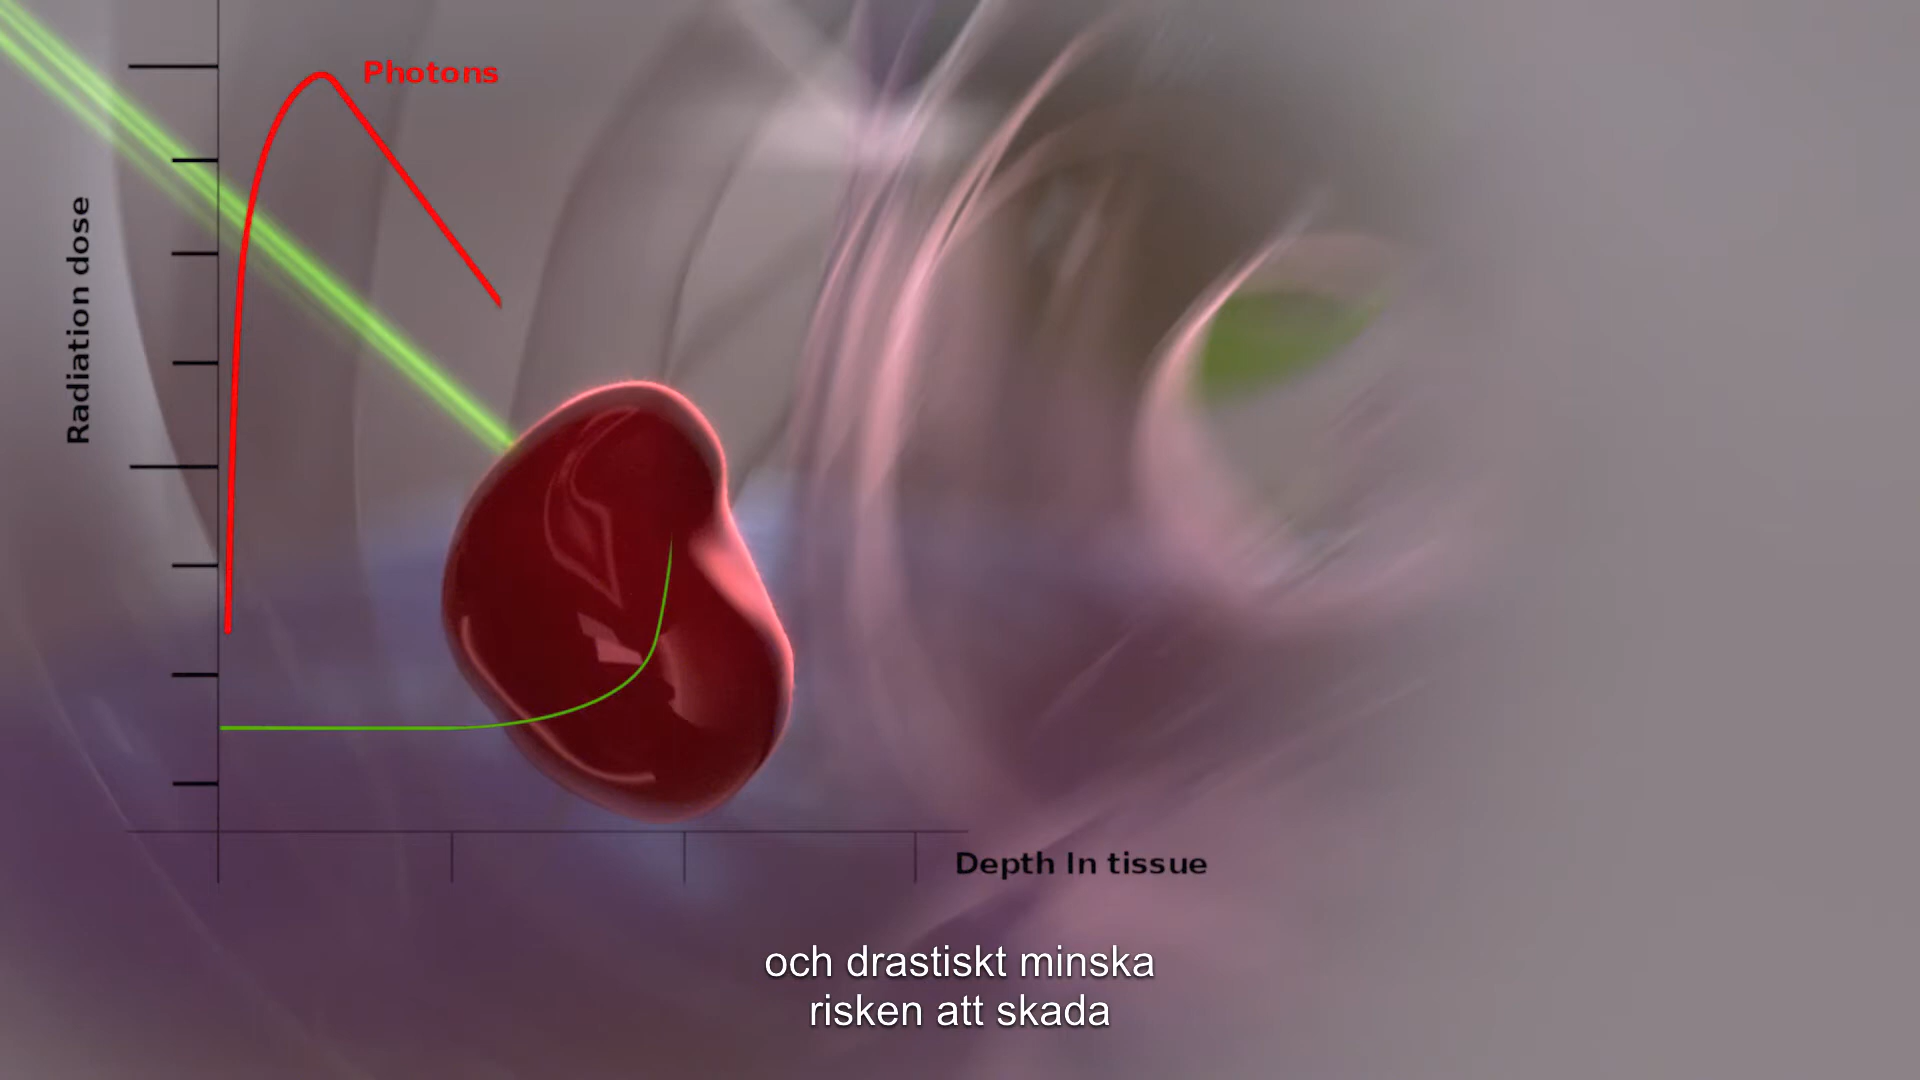 Photons
Radiation dose
Depth In tissue
och drastiskt minska
risken att skada